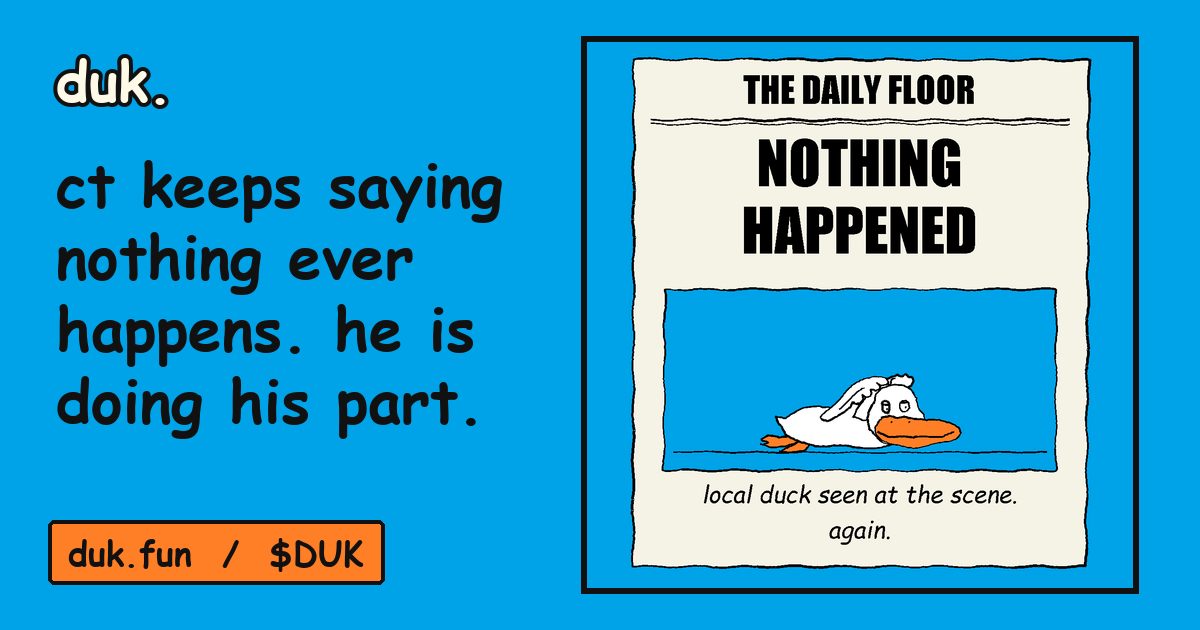 duk.
ct keeps saying
nothing ever
happens. he is
doing his part.
duk.fun / $DUK
THE DAILY FLOOR
NOTHING
HAPPENED
local duck seen at the scene.
again.